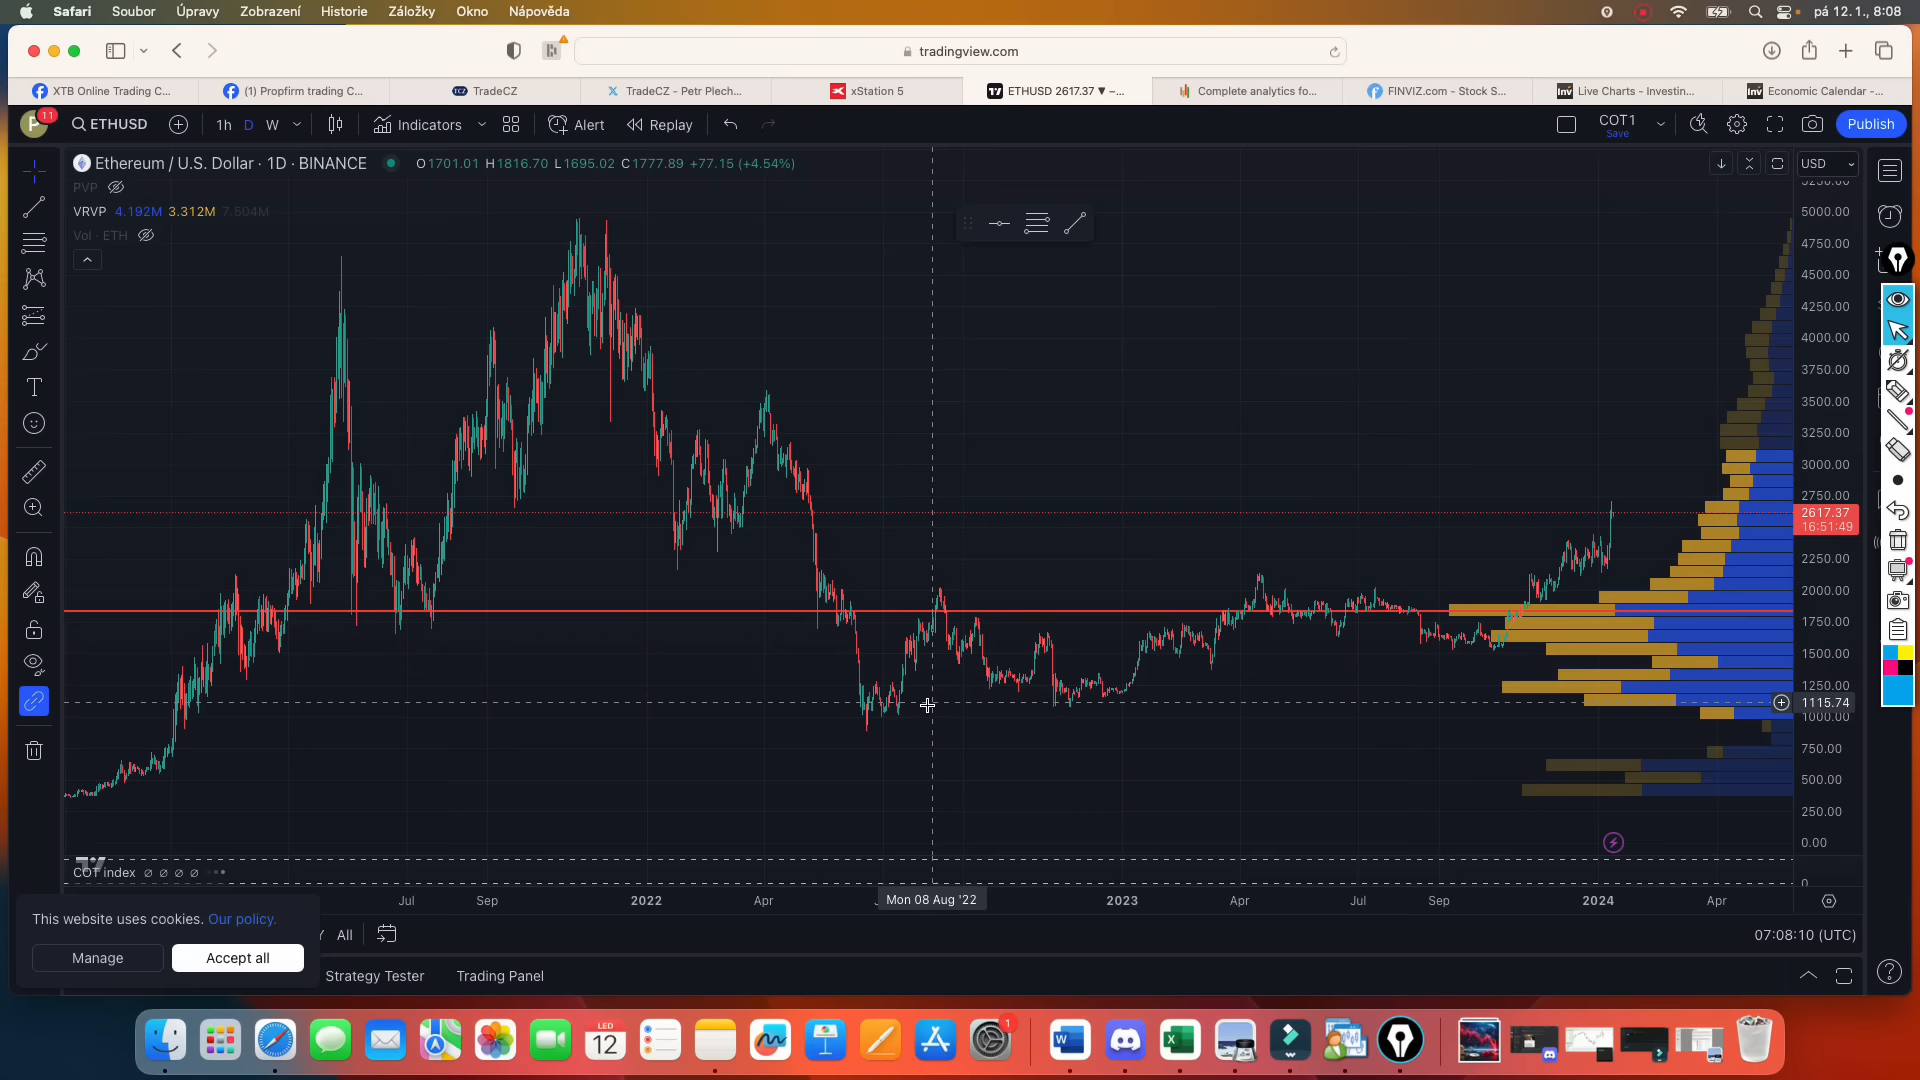 Safari Soubor Úpravy Zobrazení Historie Záložky Okno Nápověda pá 12. 1., 8:08
tradingview.com
XTB Online Trading C... (1) Propfirm trading C... TradeCZ TradeCZ - Petr Plech... xStation 5 ETHUSD 2617.37 ▼ –... Complete analytics fo... FINVIZ.com - Stock S... Live Charts - Investin... Economic Calendar -...
P 11 ETHUSD 1h D W Indicators Alert Replay COT1 Save Publish
Ethereum / U.S. Dollar · 1D · BINANCE O1701.01 H1816.70 L1695.02 C1777.89 +77.15 (+4.54%) USD
PVP
VRVP 4.192M 3.312M 7.504M
Vol · ETH
5250.00
5000.00
4750.00
4500.00
4250.00
4000.00
3750.00
3500.00
3250.00
3000.00
2750.00
2617.37
16:51:49
2250.00
2000.00
1750.00
1500.00
1250.00
1115.74
1000.00
750.00
500.00
250.00
0.00
COT index ∅ ∅ ∅ ∅
0
Jul Sep 2022 Apr Mon 08 Aug '22 2023 Apr Jul Sep 2024 Apr
This website uses cookies. Our policy.
Manage Accept all
All 07:08:10 (UTC)
Strategy Tester Trading Panel
LED
12
1